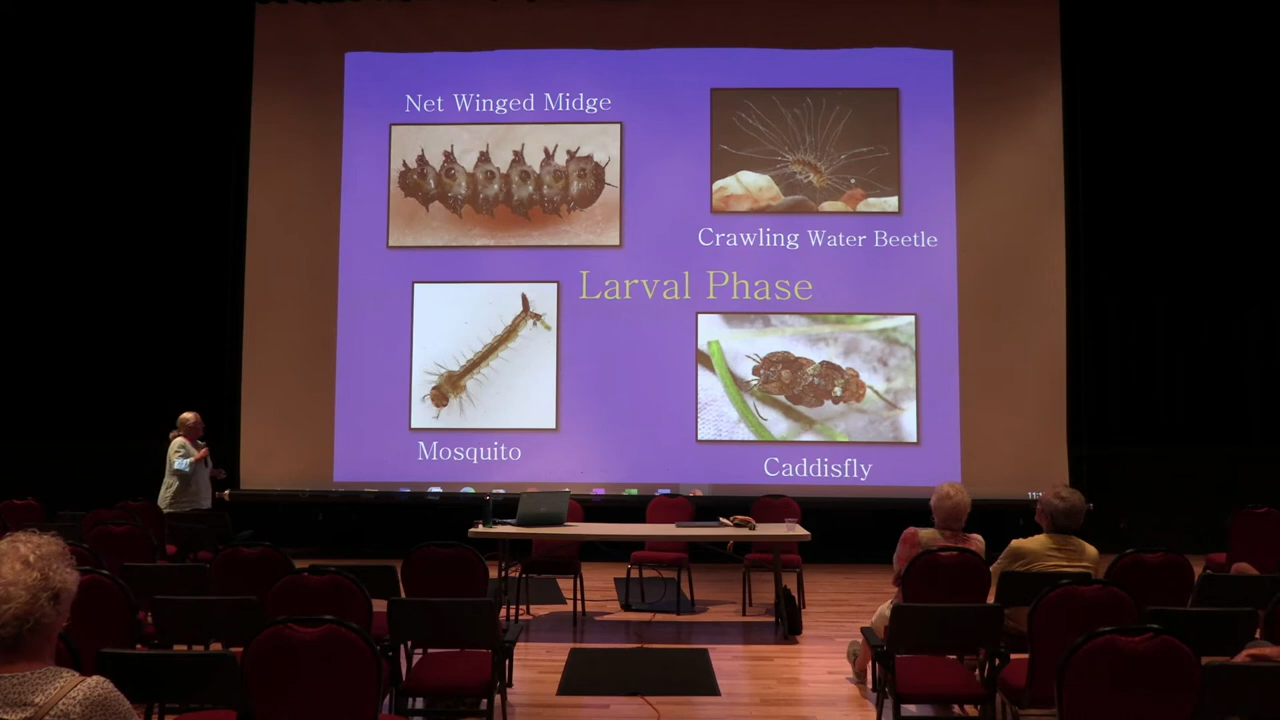 Net Winged Midge
Crawling Water Beetle
Larval Phase
Mosquito
Caddisfly